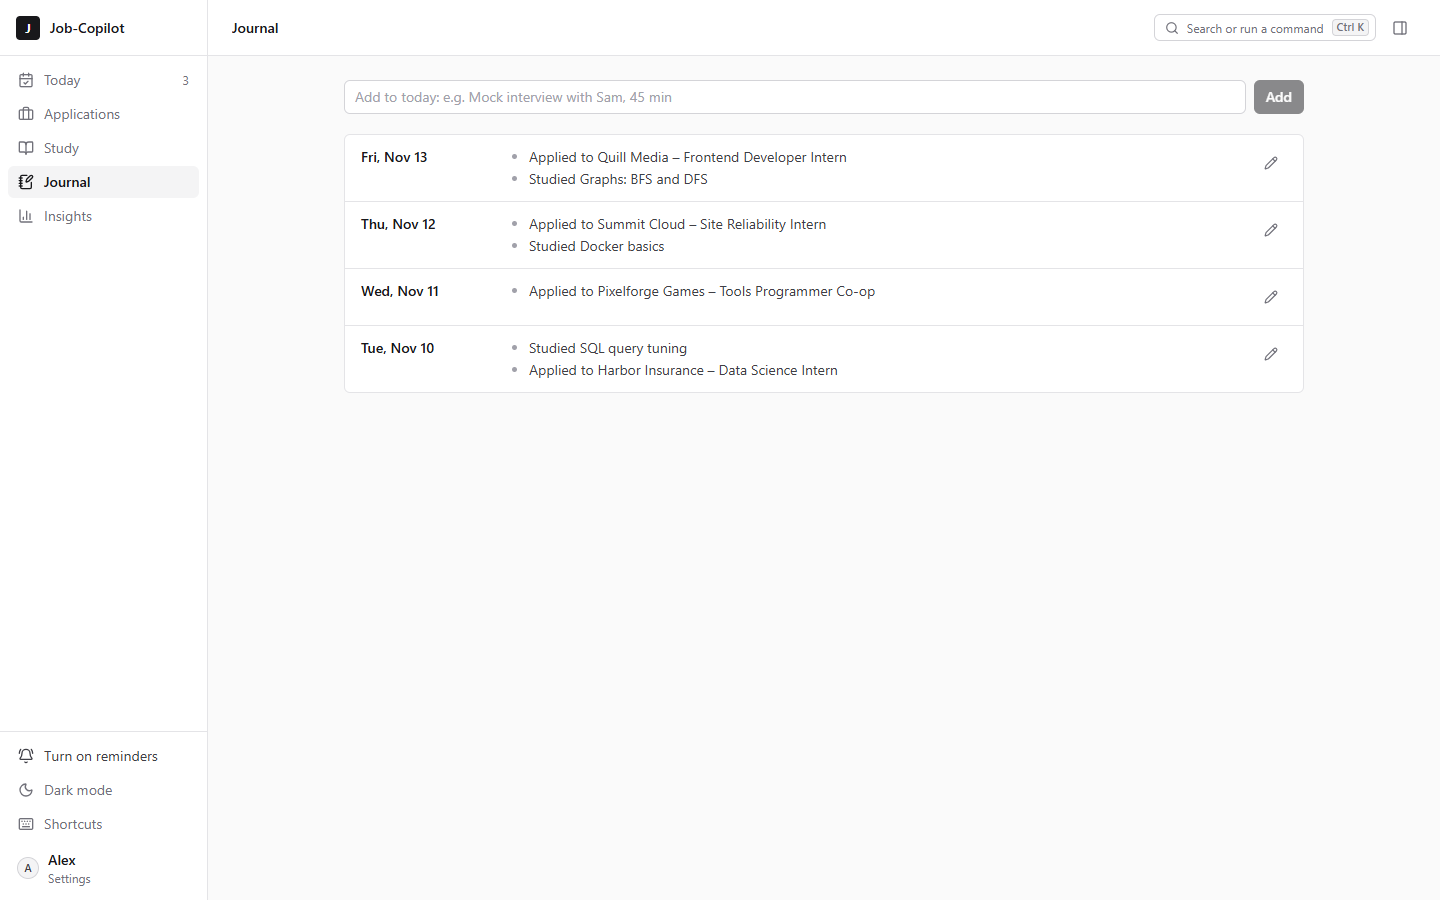 J Job-Copilot
Journal
Search or run a command Ctrl K
Today 3
Applications
Study
Journal
Insights
Add to today: e.g. Mock interview with Sam, 45 min
Add
Fri, Nov 13
Applied to Quill Media – Frontend Developer Intern
Studied Graphs: BFS and DFS
Thu, Nov 12
Applied to Summit Cloud – Site Reliability Intern
Studied Docker basics
Wed, Nov 11
Applied to Pixelforge Games – Tools Programmer Co-op
Tue, Nov 10
Studied SQL query tuning
Applied to Harbor Insurance – Data Science Intern
Turn on reminders
Dark mode
Shortcuts
A Alex
Settings